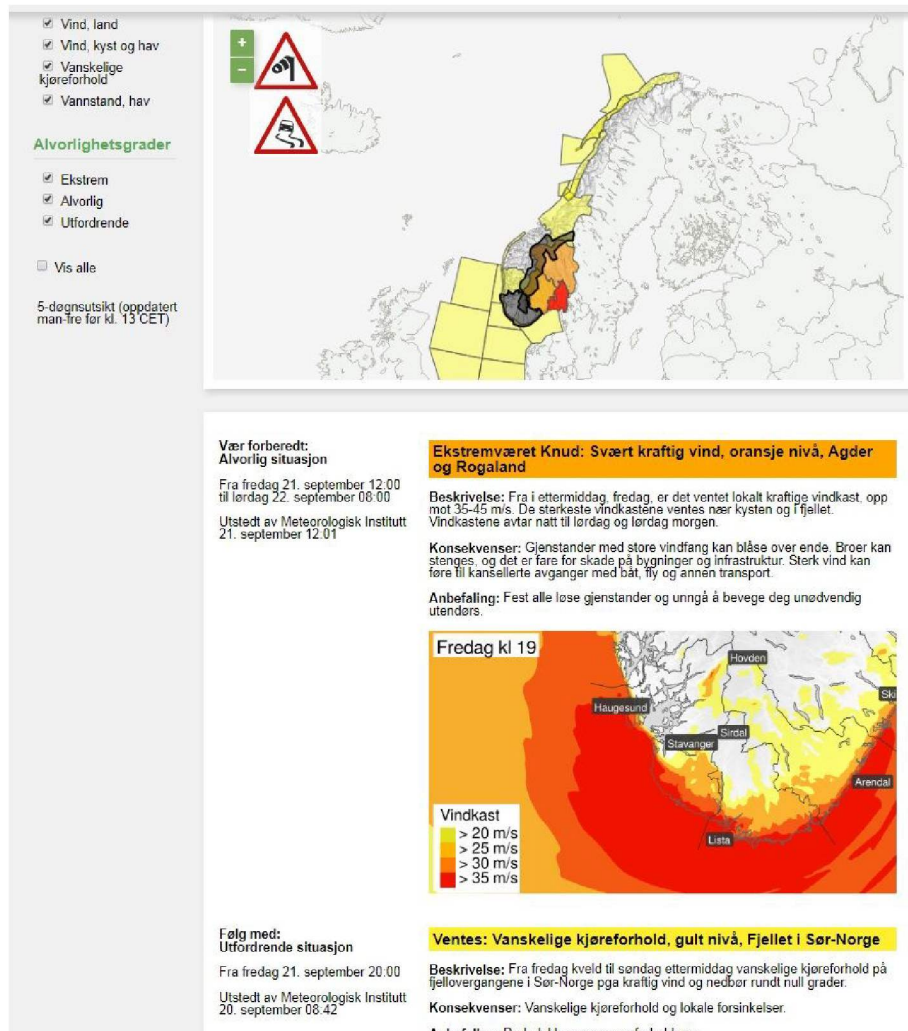 Vind, land
Vind, kyst og hav
Vanskelige
kjøreforhold
Vannstand, hav
Alvorlighetsgrader
Ekstrem
Alvorlig
Utfordrende
Vis alle
5-døgnsutsikt (oppdatert
man-fre før kl. 13 CET)
+
−
Vær forberedt:
Alvorlig situasjon
Fra fredag 21. september 12:00
til lørdag 22. september 08:00
Utstedt av Meteorologisk Institutt
21. september 12:01
Ekstremværet Knud: Svært kraftig vind, oransje nivå, Agder
og Rogaland
Beskrivelse: Fra i ettermiddag, fredag, er det ventet lokalt kraftige vindkast, opp
mot 35-45 m/s. De sterkeste vindkastene ventes nær kysten og i fjellet.
Vindkastene avtar natt til lørdag og lørdag morgen.
Konsekvenser: Gjenstander med store vindfang kan blåse over ende. Broer kan
stenges, og det er fare for skade på bygninger og infrastruktur. Sterk vind kan
føre til kansellerte avganger med båt, fly og annen transport.
Anbefaling: Fest alle løse gjenstander og unngå å bevege deg unødvendig
utendørs.
Fredag kl 19
Hovden
Haugesund
Ski
Sirdal
Stavanger
Arendal
Lista
Vindkast
> 20 m/s
> 25 m/s
> 30 m/s
> 35 m/s
Følg med:
Utfordrende situasjon
Fra fredag 21. september 20:00
Utstedt av Meteorologisk Institutt
20. september 08:42
Ventes: Vanskelige kjøreforhold, gult nivå, Fjellet i Sør-Norge
Beskrivelse: Fra fredag kveld til søndag ettermiddag vanskelige kjøreforhold på
fjellovergangene i Sør-Norge pga kraftig vind og nedbør rundt null grader.
Konsekvenser: Vanskelige kjøreforhold og lokale forsinkelser.